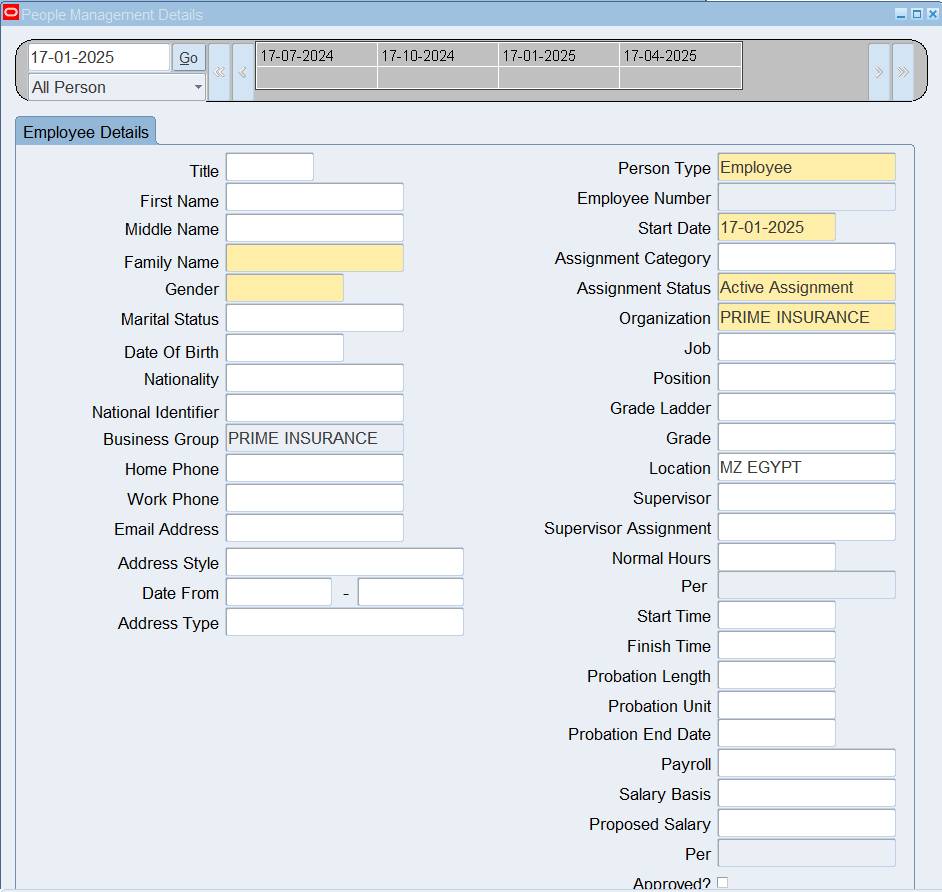 People Management Details
17-01-2025
Go
All Person
17-07-2024
17-10-2024
17-01-2025
17-04-2025
Employee Details
Title
First Name
Middle Name
Family Name
Gender
Marital Status
Date Of Birth
Nationality
National Identifier
Business Group PRIME INSURANCE
Home Phone
Work Phone
Email Address
Address Style
Date From -
Address Type
Person Type Employee
Employee Number
Start Date 17-01-2025
Assignment Category
Assignment Status Active Assignment
Organization PRIME INSURANCE
Job
Position
Grade Ladder
Grade
Location MZ EGYPT
Supervisor
Supervisor Assignment
Normal Hours
Per
Start Time
Finish Time
Probation Length
Probation Unit
Probation End Date
Payroll
Salary Basis
Proposed Salary
Per
Approved?